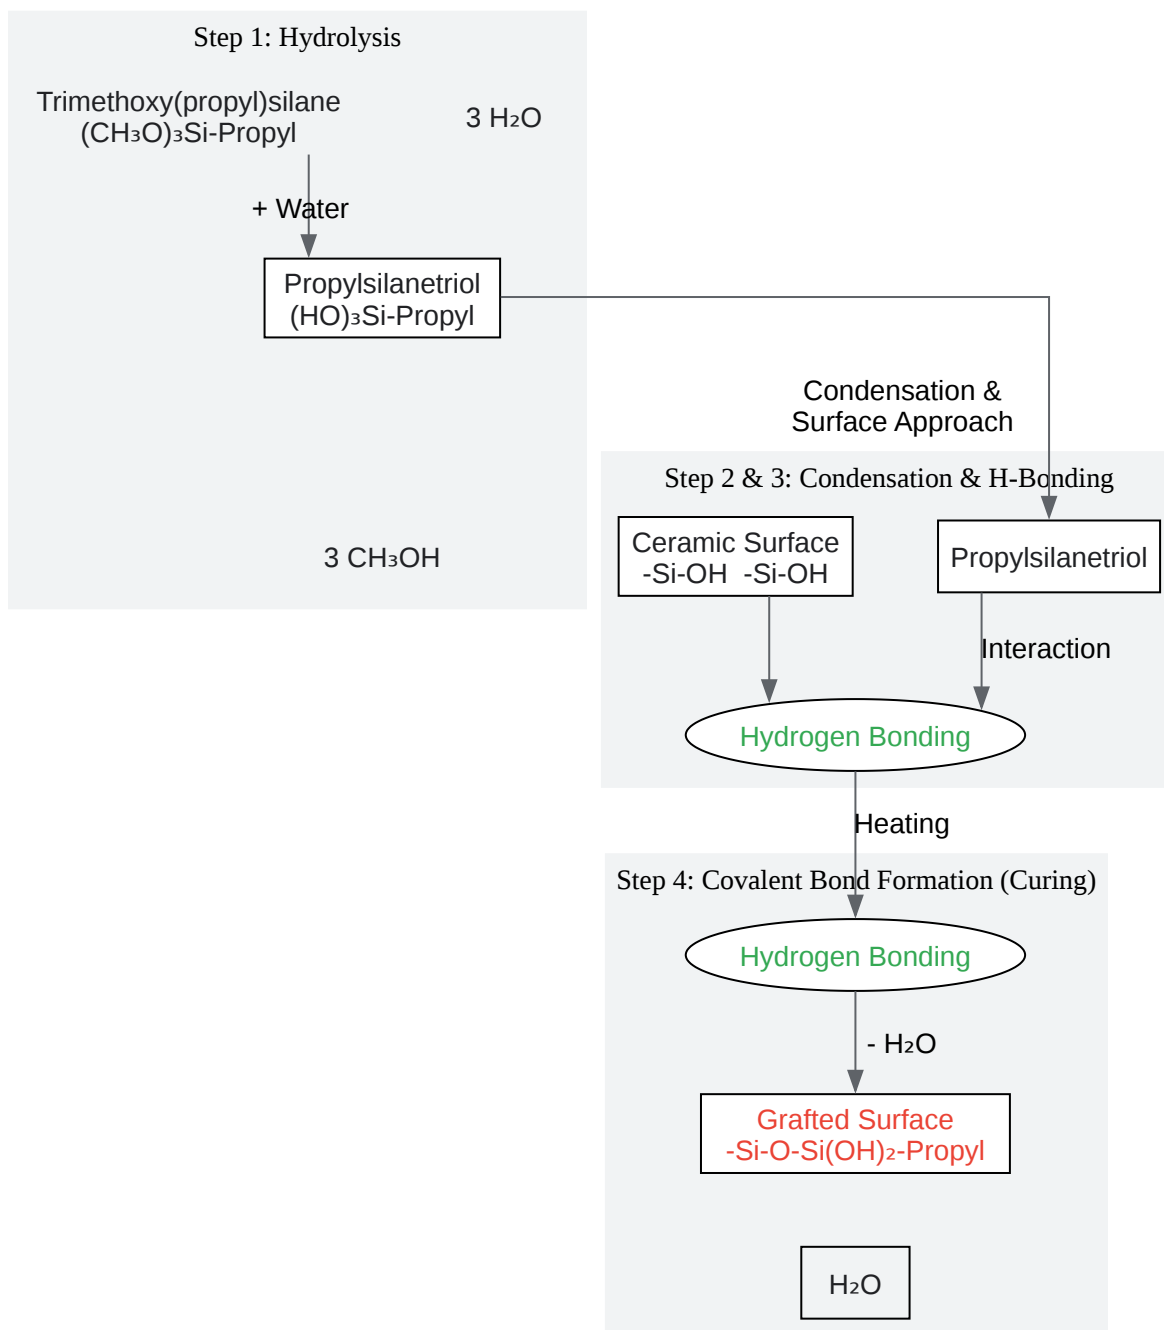 Step 1: Hydrolysis
Trimethoxy(propyl)silane
(CH₃O)₃Si-Propyl
3 H₂O
+ Water
Propylsilanetriol
(HO)₃Si-Propyl
3 CH₃OH
Condensation &
Surface Approach
Step 2 & 3: Condensation & H-Bonding
Ceramic Surface
-Si-OH  -Si-OH
Propylsilanetriol
Interaction
Hydrogen Bonding
Heating
Step 4: Covalent Bond Formation (Curing)
Hydrogen Bonding
- H₂O
Grafted Surface
-Si-O-Si(OH)₂-Propyl
H₂O